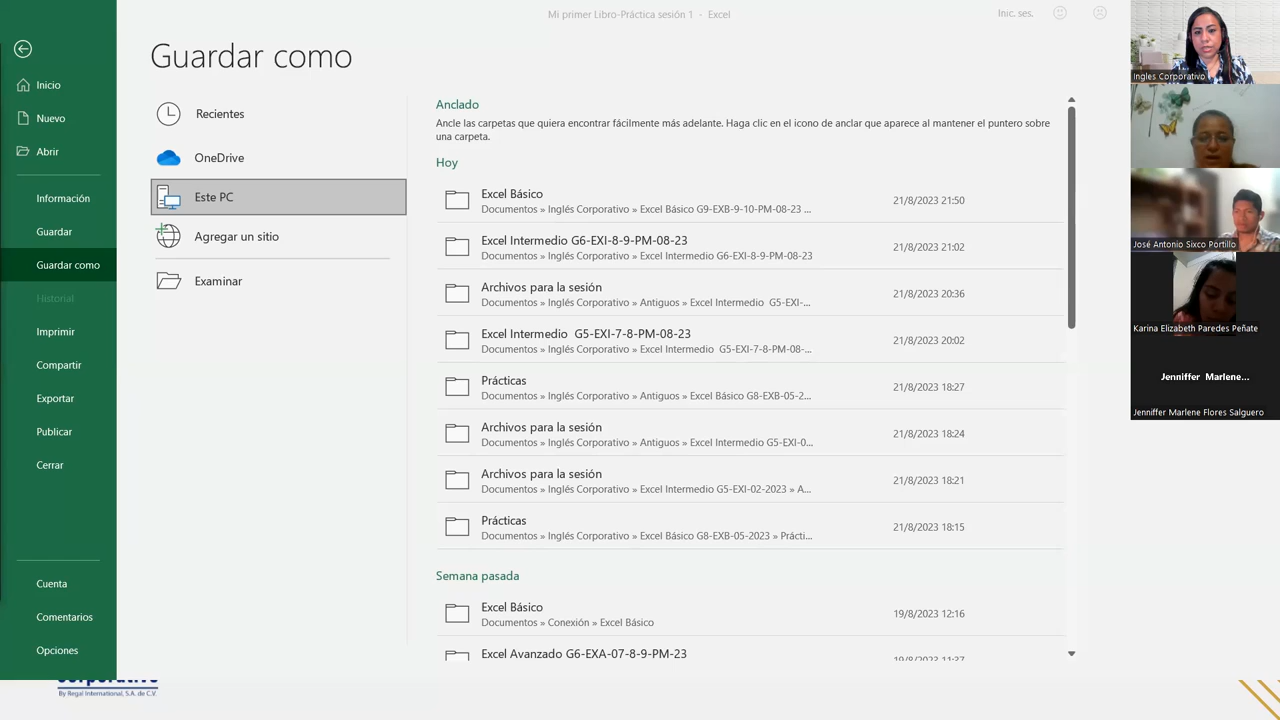 Mi primer Libro-Práctica sesión 1 - Excel
Inic. ses.
Inicio
Nuevo
Abrir
Información
Guardar
Guardar como
Historial
Imprimir
Compartir
Exportar
Publicar
Cerrar
Cuenta
Comentarios
Opciones
Guardar como
Recientes
OneDrive
Este PC
Agregar un sitio
Examinar
Anclado
Ancle las carpetas que quiera encontrar fácilmente más adelante. Haga clic en el icono de anclar que aparece al mantener el puntero sobre
una carpeta.
Hoy
Excel Básico
Documentos » Inglés Corporativo » Excel Básico G9-EXB-9-10-PM-08-23 ...
21/8/2023 21:50
Excel Intermedio G6-EXI-8-9-PM-08-23
Documentos » Inglés Corporativo » Excel Intermedio G6-EXI-8-9-PM-08-23
21/8/2023 21:02
Archivos para la sesión
Documentos » Inglés Corporativo » Antiguos » Excel Intermedio G5-EXI-...
21/8/2023 20:36
Excel Intermedio G5-EXI-7-8-PM-08-23
Documentos » Inglés Corporativo » Excel Intermedio G5-EXI-7-8-PM-08-...
21/8/2023 20:02
Prácticas
Documentos » Inglés Corporativo » Antiguos » Excel Básico G8-EXB-05-2...
21/8/2023 18:27
Archivos para la sesión
Documentos » Inglés Corporativo » Antiguos » Excel Intermedio G5-EXI-0...
21/8/2023 18:24
Archivos para la sesión
Documentos » Inglés Corporativo » Excel Intermedio G5-EXI-02-2023 » A...
21/8/2023 18:21
Prácticas
Documentos » Inglés Corporativo » Excel Básico G8-EXB-05-2023 » Prácti...
21/8/2023 18:15
Semana pasada
Excel Básico
Documentos » Conexión » Excel Básico
19/8/2023 12:16
Excel Avanzado G6-EXA-07-8-9-PM-23
19/8/2023 11:37
Ingles Corporativo
José Antonio Sixco Portillo
Karina Elizabeth Paredes Peñate
Jenniffer Marlene...
Jenniffer Marlene Flores Salguero
corporativo
By Regal International, S.A. de C.V.